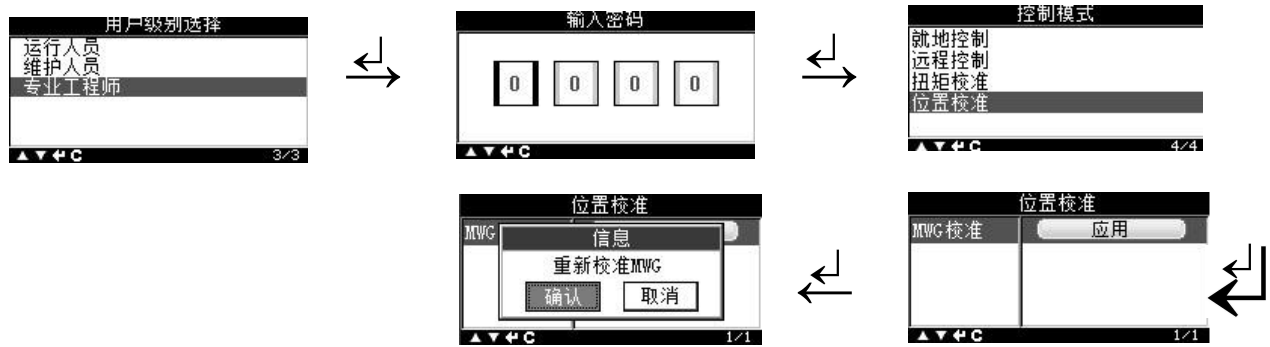 用户级别选择
运行人员
维护人员
专业工程师
▲▼↵C 3/3
↵
输入密码
0 0 0 0
▲▼↵C
↵
控制模式
就地控制
远程控制
扭矩校准
位置校准
▲▼↵C 4/4
↵
位置校准
MWG校准 应用
▲▼↵C 1/1
↵
位置校准
MWG
信息
重新校准MWG
确认 取消
▲▼↵C 1/1